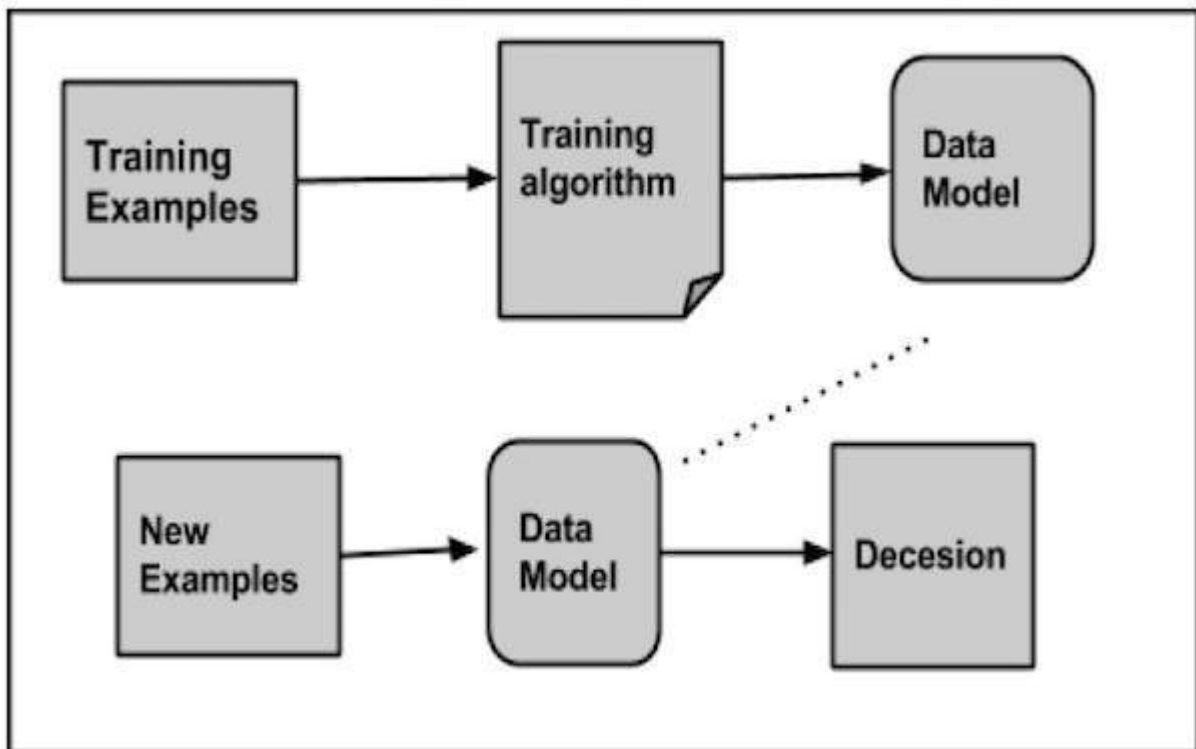 Training
Examples
Training
algorithm
Data
Model
New
Examples
Data
Model
Decesion